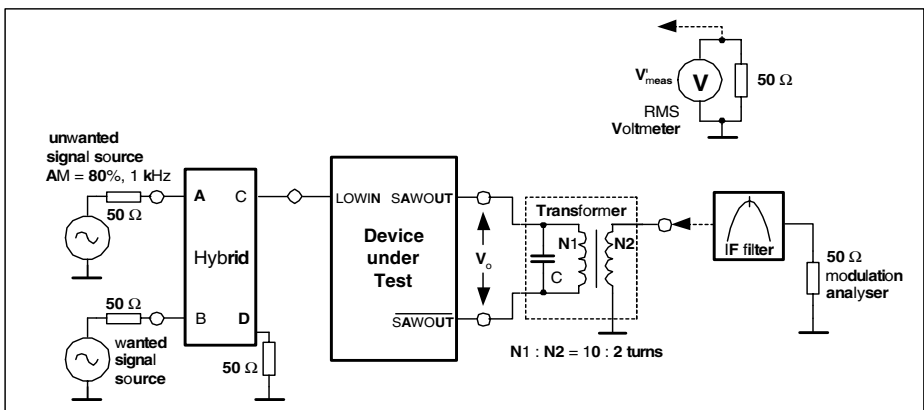 unwanted
signal source
AM = 80%, 1 kHz
50 Ω
A
C
Hybrid
50 Ω
B
D
wanted
signal
source
50 Ω
LOWIN
SAWOUT
Device
under
Test
SAWOUT
Vo
Transformer
N1
N2
C
N1 : N2 = 10 : 2 turns
V'meas
V
50 Ω
RMS
Voltmeter
IF filter
50 Ω
modulation
analyser